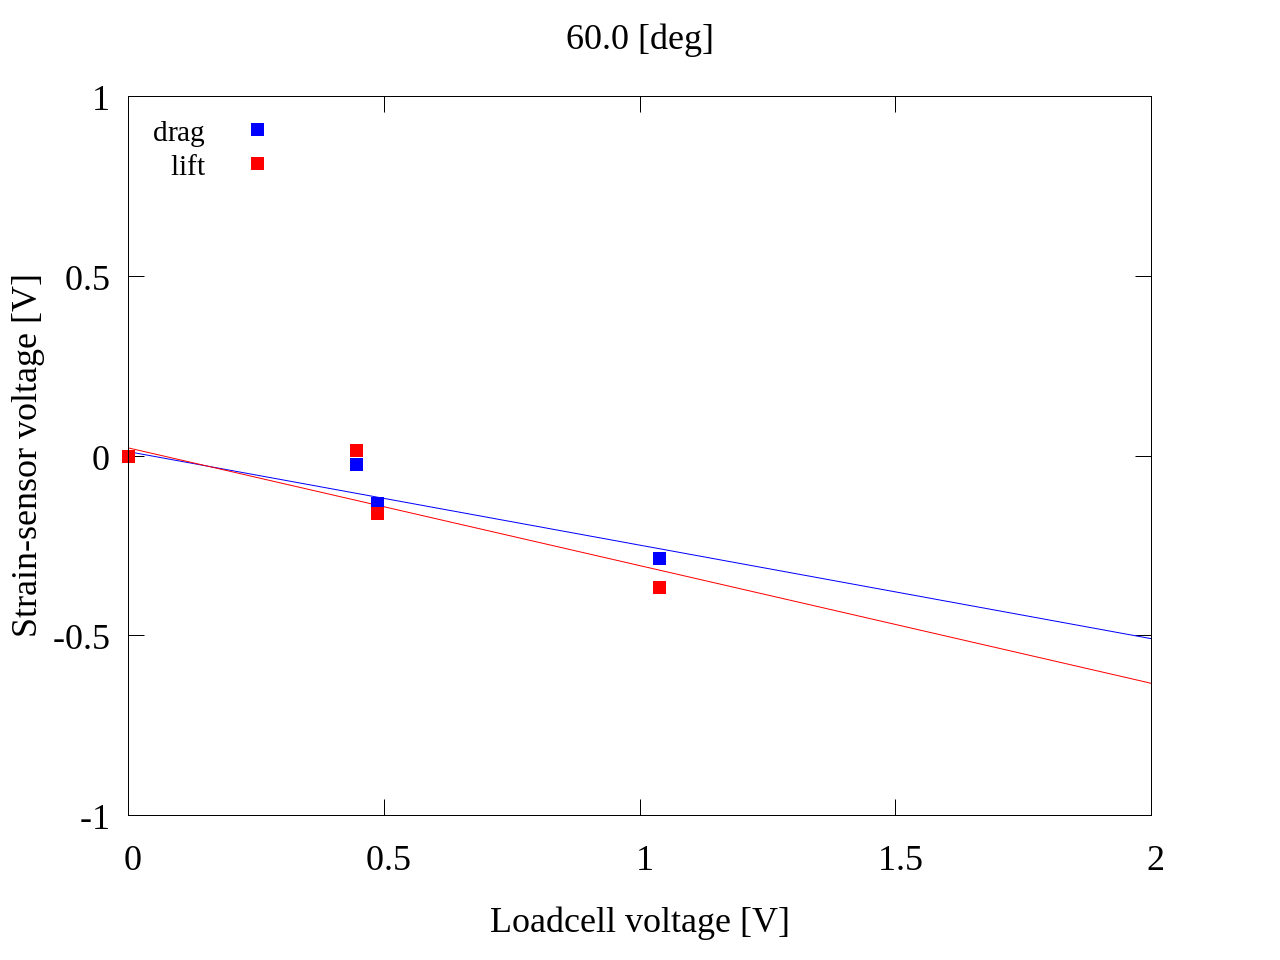 60.0 [deg]
drag
lift
1
0.5
0
-0.5
-1
Strain-sensor voltage [V]
0 0.5 1 1.5 2
Loadcell voltage [V]